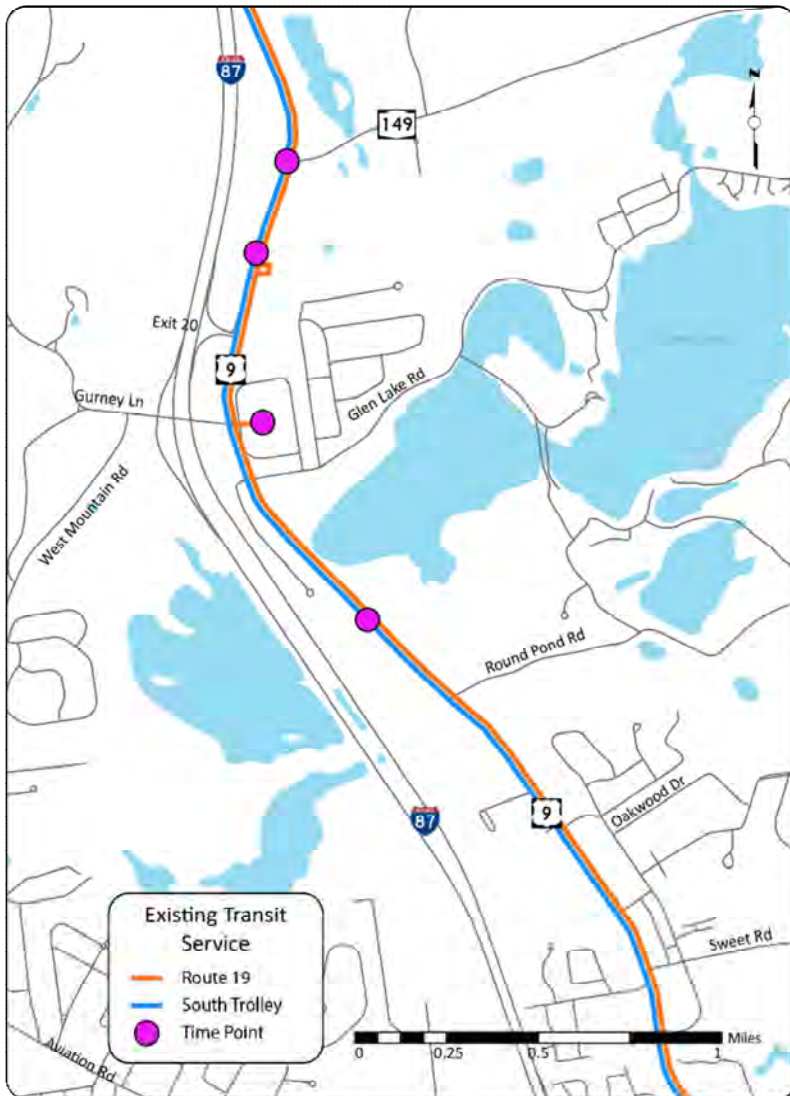 87
149
N
Exit 20
9
Gurney Ln
Glen Lake Rd
West Mountain Rd
Round Pond Rd
87
9
Oakwood Dr
Sweet Rd
Existing Transit
Service
Route 19
South Trolley
Time Point
Aviation Rd
Miles
0 0.25 0.5 1